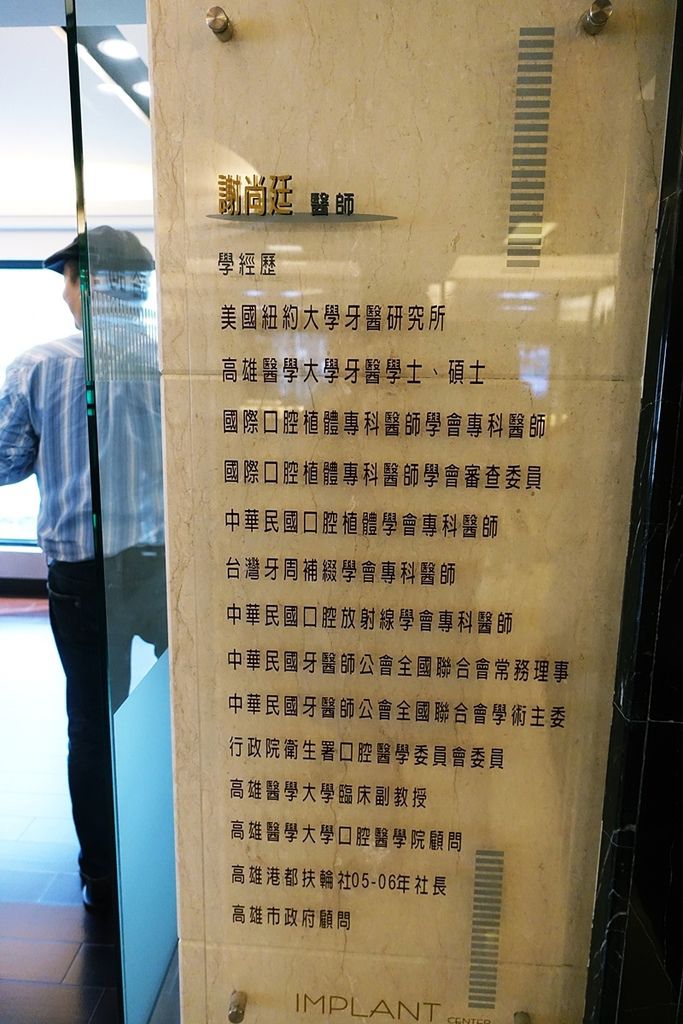 謝尚廷 醫師
學經歷
美國紐約大學牙醫研究所
高雄醫學大學牙醫學士、碩士
國際口腔植體專科醫師學會專科醫師
國際口腔植體專科醫師學會審查委員
中華民國口腔植體學會專科醫師
台灣牙周補綴學會專科醫師
中華民國口腔放射線學會專科醫師
中華民國牙醫師公會全國聯合會常務理事
中華民國牙醫師公會全國聯合會學術主委
行政院衛生署口腔醫學委員會委員
高雄醫學大學臨床副教授
高雄醫學大學口腔醫學院顧問
高雄港都扶輪社05-06年社長
高雄市政府顧問
IMPLANT CENTER